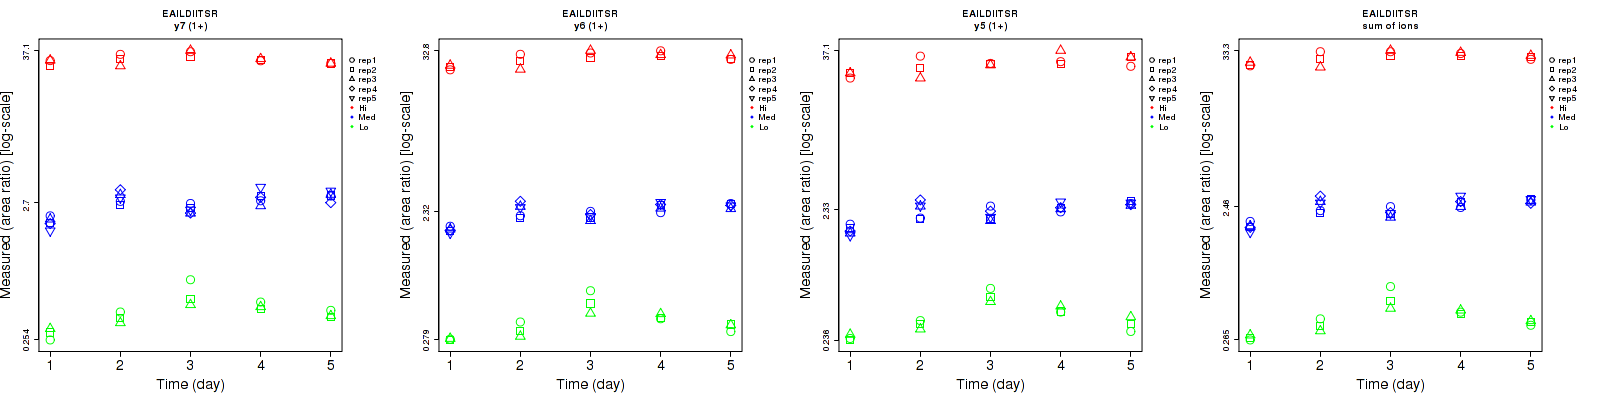 EAILDIITSR
y7 (1+)
Measured (area ratio) [log-scale]
37.1
2.7
0.254
1 2 3 4 5
Time (day)
rep1
rep2
rep3
rep4
rep5
Hi
Med
Lo
EAILDIITSR
y6 (1+)
Measured (area ratio) [log-scale]
32.8
2.32
0.279
1 2 3 4 5
Time (day)
rep1
rep2
rep3
rep4
rep5
Hi
Med
Lo
EAILDIITSR
y5 (1+)
Measured (area ratio) [log-scale]
37.1
2.33
0.236
1 2 3 4 5
Time (day)
rep1
rep2
rep3
rep4
rep5
Hi
Med
Lo
EAILDIITSR
sum of ions
Measured (area ratio) [log-scale]
33.3
2.48
0.265
1 2 3 4 5
Time (day)
rep1
rep2
rep3
rep4
rep5
Hi
Med
Lo